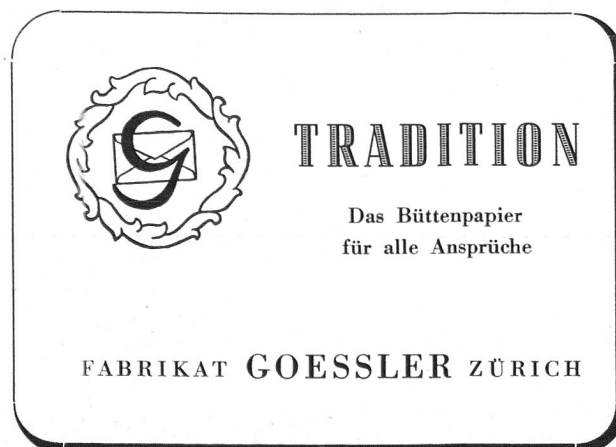 G
TRADITION
Das Büttenpapier
für alle Ansprüche
FABRIKAT GOESSLER ZÜRICH